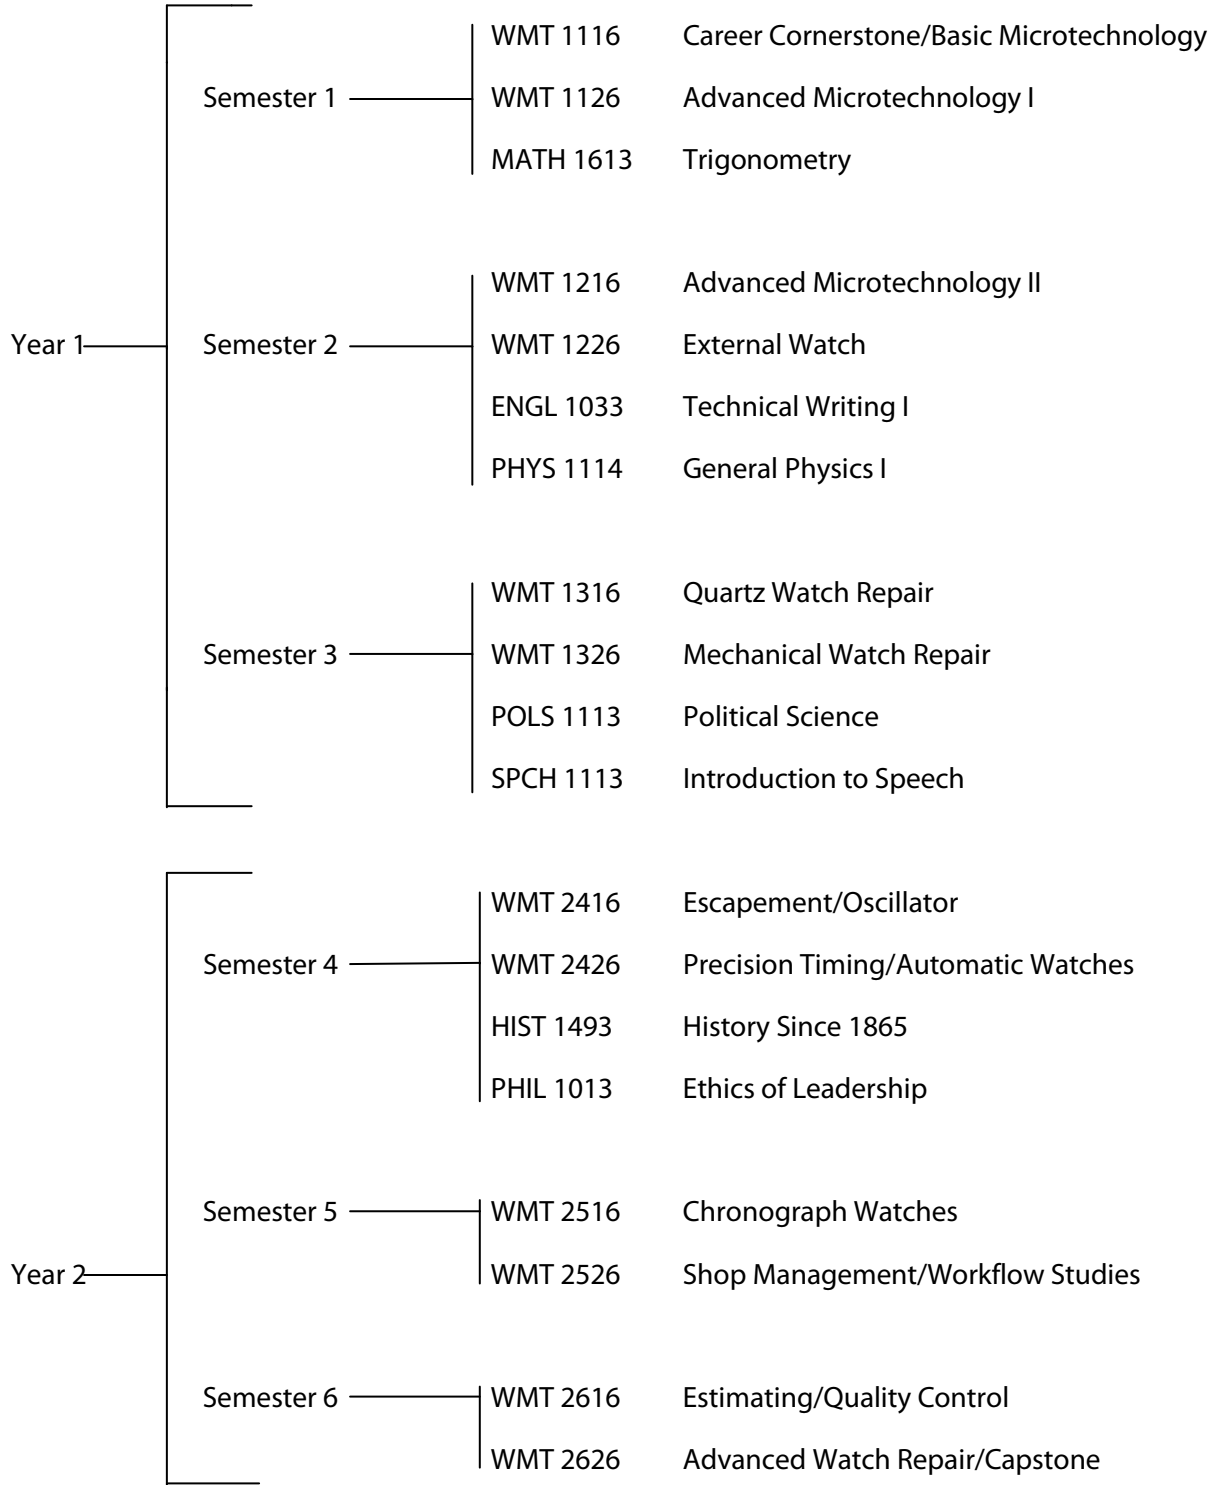 WMT 1116 Career Cornerstone/Basic Microtechnology
Semester 1 WMT 1126 Advanced Microtechnology I
MATH 1613 Trigonometry
WMT 1216 Advanced Microtechnology II
Year 1 Semester 2 WMT 1226 External Watch
ENGL 1033 Technical Writing I
PHYS 1114 General Physics I
WMT 1316 Quartz Watch Repair
Semester 3 WMT 1326 Mechanical Watch Repair
POLS 1113 Political Science
SPCH 1113 Introduction to Speech
WMT 2416 Escapement/Oscillator
Semester 4 WMT 2426 Precision Timing/Automatic Watches
HIST 1493 History Since 1865
PHIL 1013 Ethics of Leadership
Semester 5 WMT 2516 Chronograph Watches
Year 2 WMT 2526 Shop Management/Workflow Studies
Semester 6 WMT 2616 Estimating/Quality Control
WMT 2626 Advanced Watch Repair/Capstone